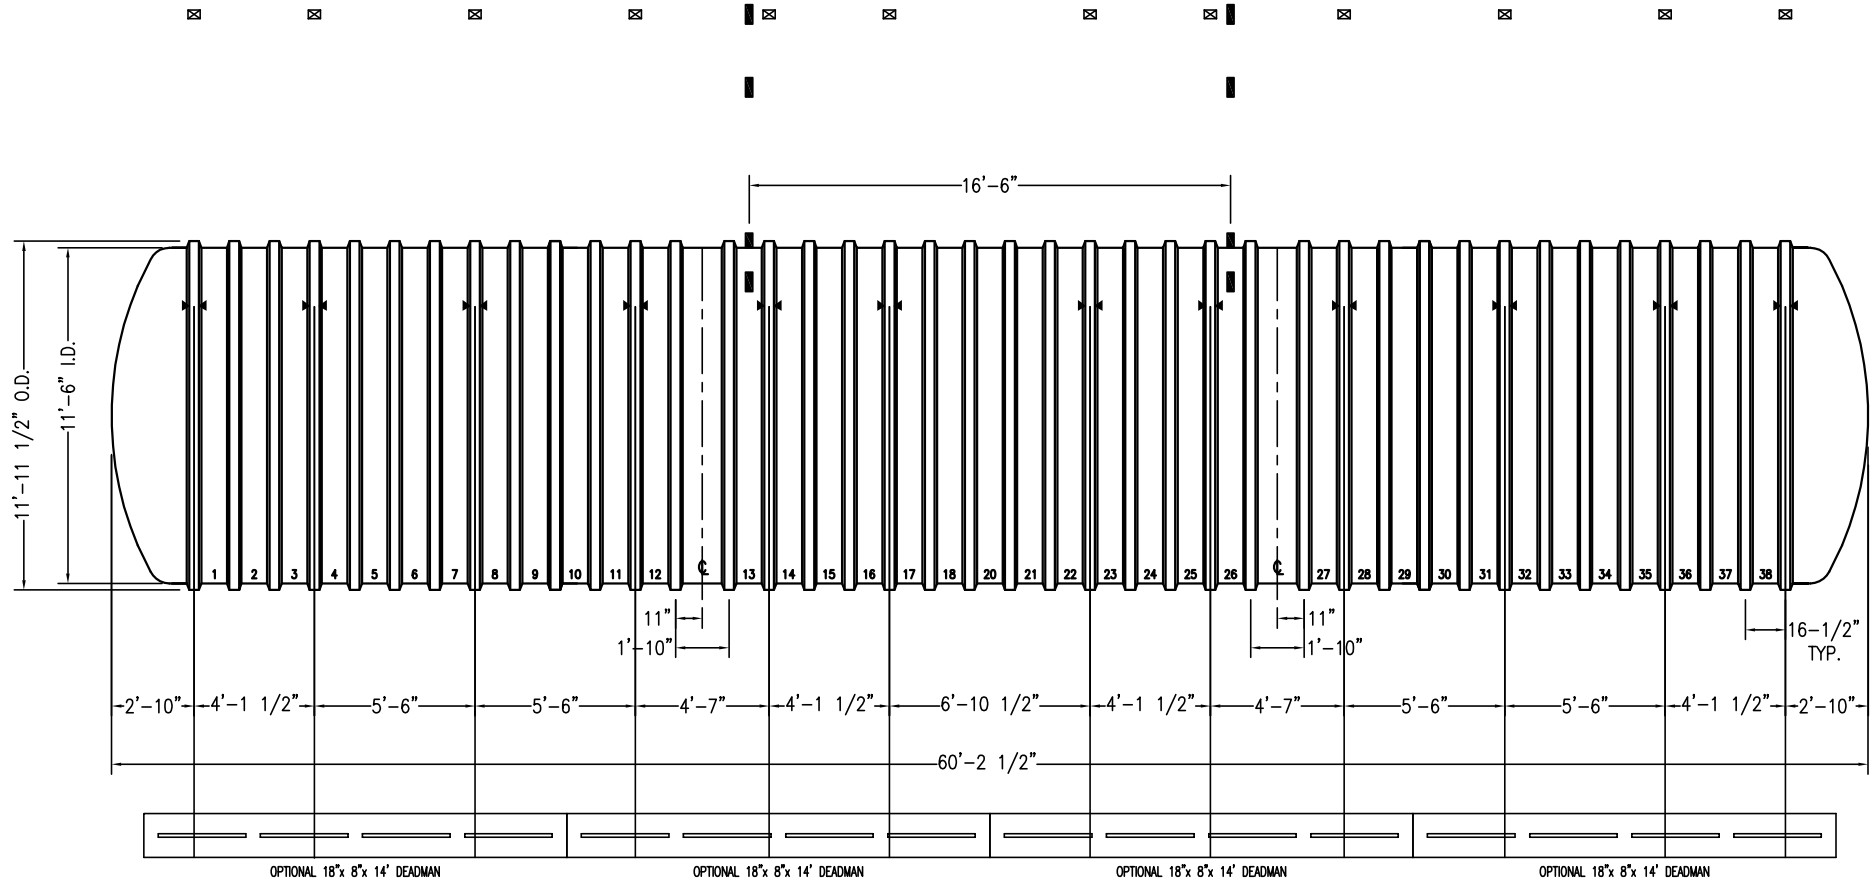 16'-6"
11'-11 1/2" O.D.
11'-6" I.D.
1 2 3 4 5 6 7 8 9 10 11 12 ℄ 13 14 15 16 17 18 20 21 22 23 24 25 26 ℄ 27 28 29 30 31 32 33 34 35 36 37 38
11" 11"
1'-10" 1'-10"
16-1/2"
TYP.
2'-10" 4'-1 1/2" 5'-6" 5'-6" 4'-7" 4'-1 1/2" 6'-10 1/2" 4'-1 1/2" 4'-7" 5'-6" 5'-6" 4'-1 1/2" 2'-10"
60'-2 1/2"
OPTIONAL 18"x 8"x 14' DEADMAN OPTIONAL 18"x 8"x 14' DEADMAN OPTIONAL 18"x 8"x 14' DEADMAN OPTIONAL 18"x 8"x 14' DEADMAN